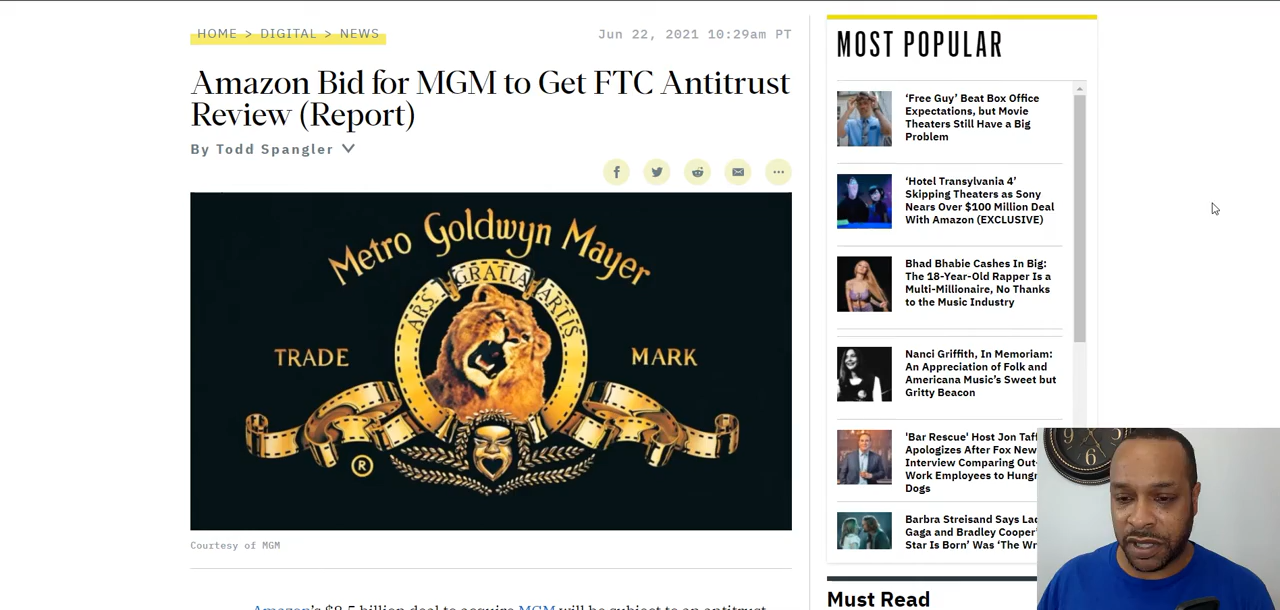 HOME > DIGITAL > NEWS
Jun 22, 2021 10:29am PT
Amazon Bid for MGM to Get FTC Antitrust
Review (Report)
By Todd Spangler
Metro Goldwyn Mayer
ARS GRATIA ARTIS
TRADE MARK
®
Courtesy of MGM
Amazon's $8.5 billion deal to acquire MGM will be subject to an antitrust
MOST POPULAR
‘Free Guy’ Beat Box Office
Expectations, but Movie
Theaters Still Have a Big
Problem
‘Hotel Transylvania 4’
Skipping Theaters as Sony
Nears Over $100 Million Deal
With Amazon (EXCLUSIVE)
Bhad Bhabie Cashes In Big:
The 18-Year-Old Rapper Is a
Multi-Millionaire, No Thanks
to the Music Industry
Nanci Griffith, In Memoriam:
An Appreciation of Folk and
Americana Music’s Sweet but
Gritty Beacon
'Bar Rescue' Host Jon Taff
Apologizes After Fox New
Interview Comparing Out-
Work Employees to Hungr
Dogs
Barbra Streisand Says La
Gaga and Bradley Cooper'
Star Is Born’ Was ‘The Wr
Must Read